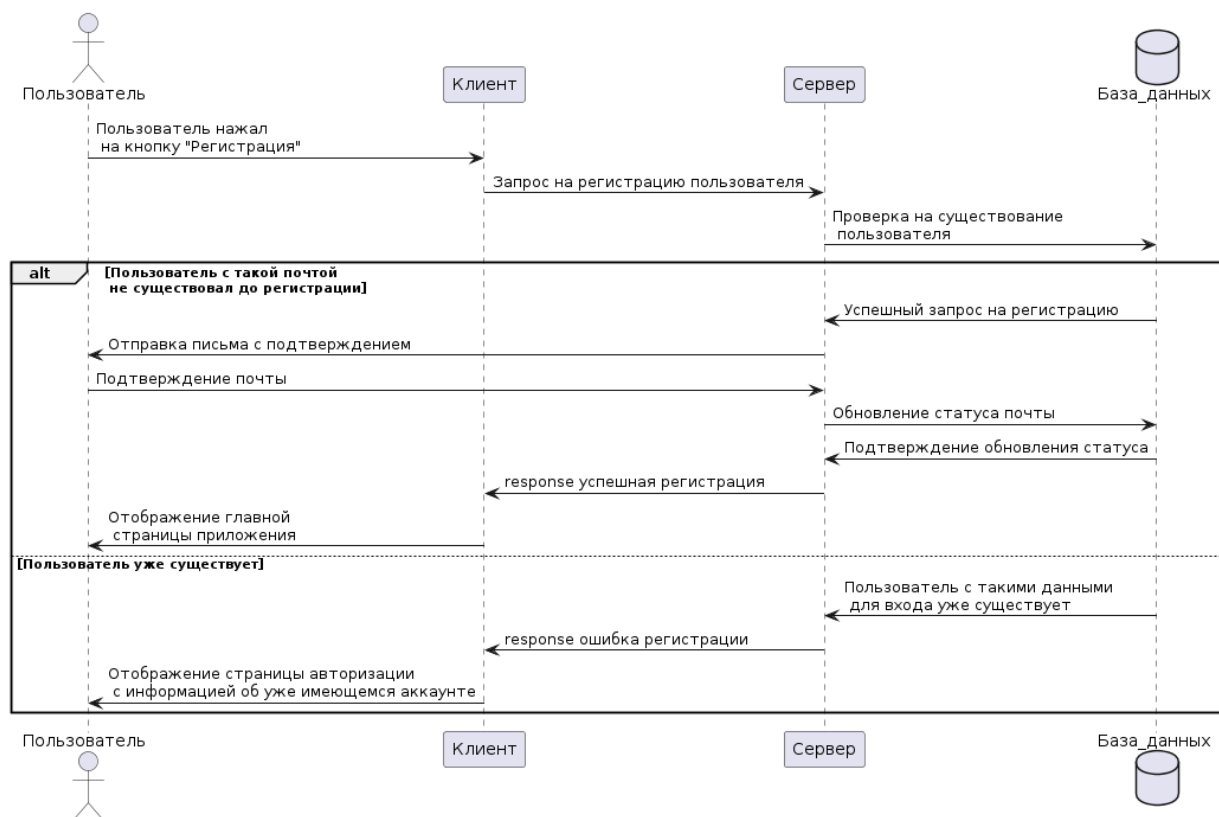 Пользователь
Клиент
Сервер
База_данных
Пользователь нажал
на кнопку "Регистрация"
Запрос на регистрацию пользователя
Проверка на существование
пользователя
alt
[Пользователь с такой почтой
не существовал до регистрации]
Успешный запрос на регистрацию
Отправка письма с подтверждением
Подтверждение почты
Обновление статуса почты
Подтверждение обновления статуса
response успешная регистрация
Отображение главной
страницы приложения
[Пользователь уже существует]
Пользователь с такими данными
для входа уже существует
response ошибка регистрации
Отображение страницы авторизации
с информацией об уже имеющемся аккаунте
Пользователь
Клиент
Сервер
База_данных